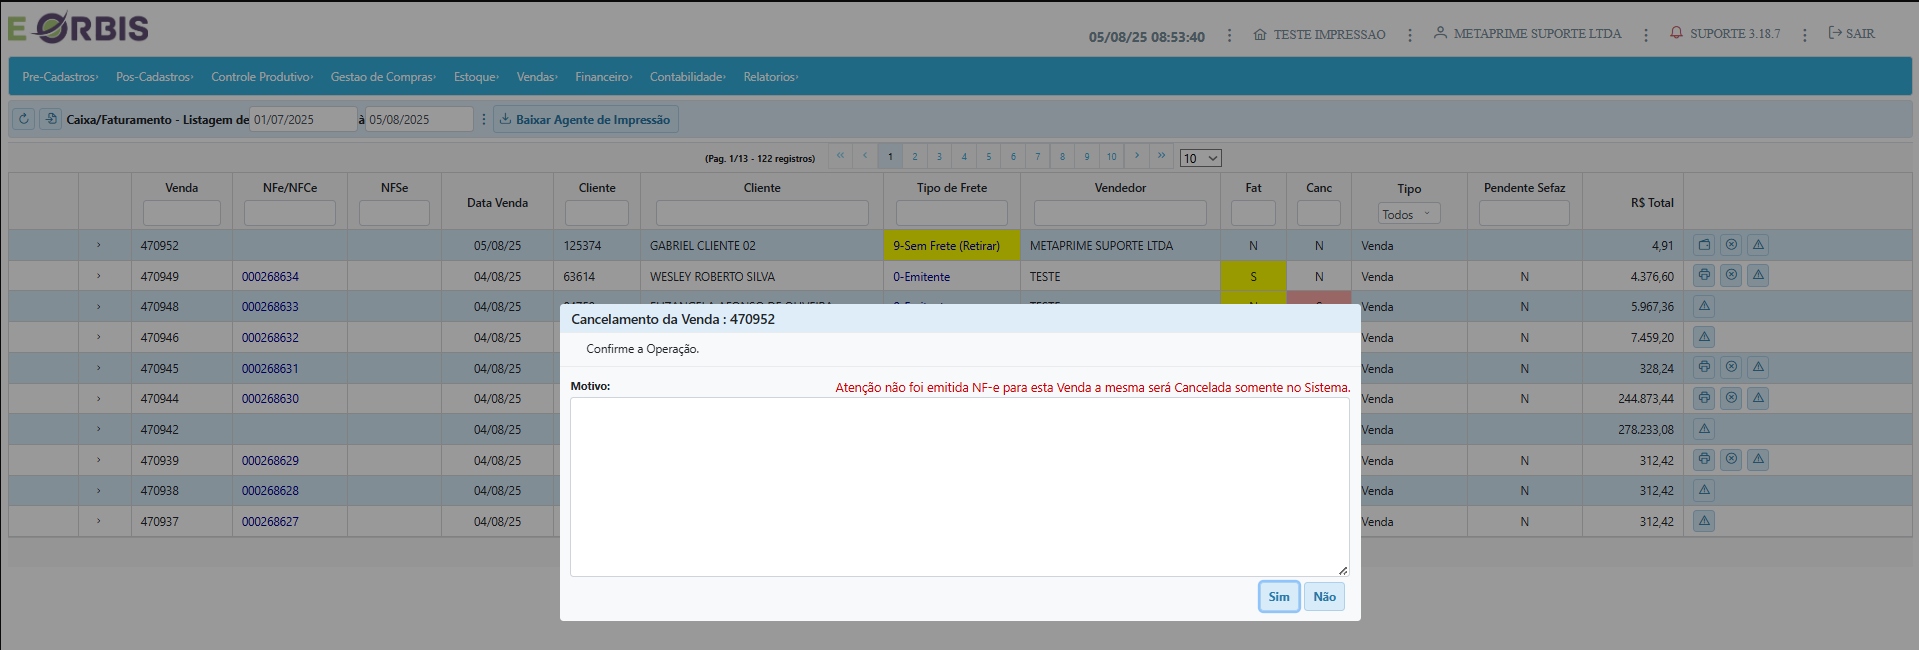 E ORBIS
05/08/25 08:53:40 TESTE IMPRESSAO METAPRIME SUPORTE LTDA SUPORTE 3.18.7 SAIR
Pre-Cadastros Pos-Cadastros Controle Produtivo Gestao de Compras Estoque Vendas Financeiro Contabilidade Relatorios
Caixa/Faturamento - Listagem de 01/07/2025 à 05/08/2025 Baixar Agente de Impressão
(Pag. 1/13 - 122 registros) 1 2 3 4 5 6 7 8 9 10 10
Venda NFe/NFCe NFSe Data Venda Cliente Cliente Tipo de Frete Vendedor Fat Canc Tipo Pendente Sefaz R$ Total
Todos
470952 05/08/25 125374 GABRIEL CLIENTE 02 9-Sem Frete (Retirar) METAPRIME SUPORTE LTDA N N Venda 4,91
470949 000268634 04/08/25 63614 WESLEY ROBERTO SILVA 0-Emitente TESTE S N Venda N 4.376,60
470948 000268633 04/08/25 Venda N 5.967,36
470946 000268632 04/08/25 Venda N 7.459,20
470945 000268631 04/08/25 Venda N 328,24
470944 000268630 04/08/25 Venda N 244.873,44
470942 04/08/25 Venda 278.233,08
470939 000268629 04/08/25 Venda N 312,42
470938 000268628 04/08/25 Venda N 312,42
470937 000268627 04/08/25 Venda N 312,42
Cancelamento da Venda : 470952
Confirme a Operação.
Motivo: Atenção não foi emitida NF-e para esta Venda a mesma será Cancelada somente no Sistema.
Sim Não